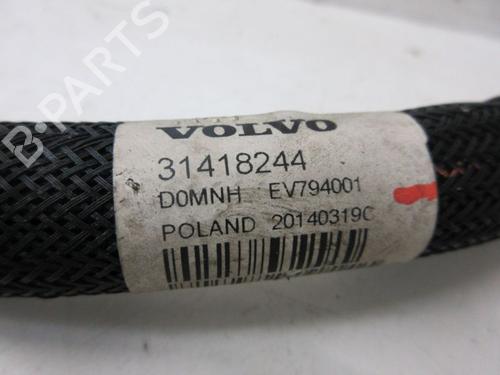 VOLVO
31418244
D0MNH EV794001
POLAND 20140319C
B-PARTS